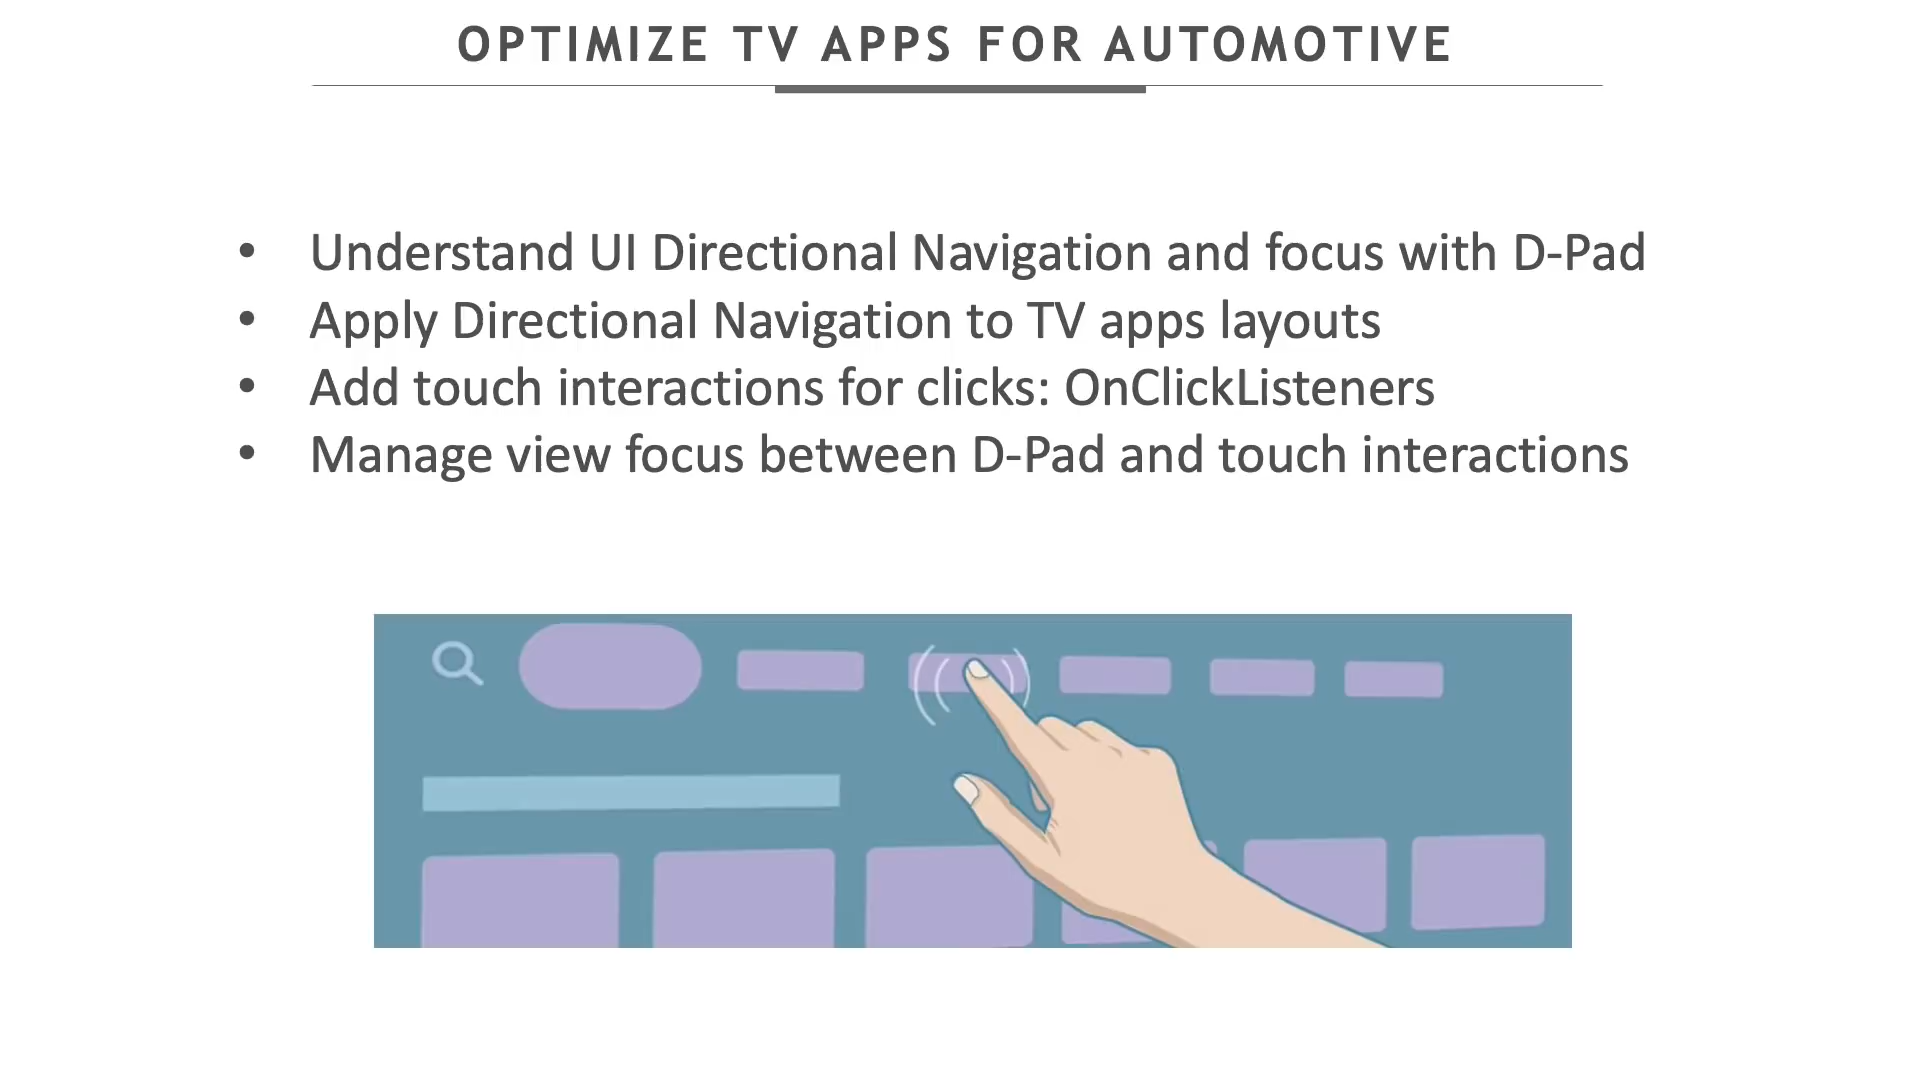 OPTIMIZE TV APPS FOR AUTOMOTIVE
• Understand UI Directional Navigation and focus with D-Pad
• Apply Directional Navigation to TV apps layouts
• Add touch interactions for clicks: OnClickListeners
• Manage view focus between D-Pad and touch interactions